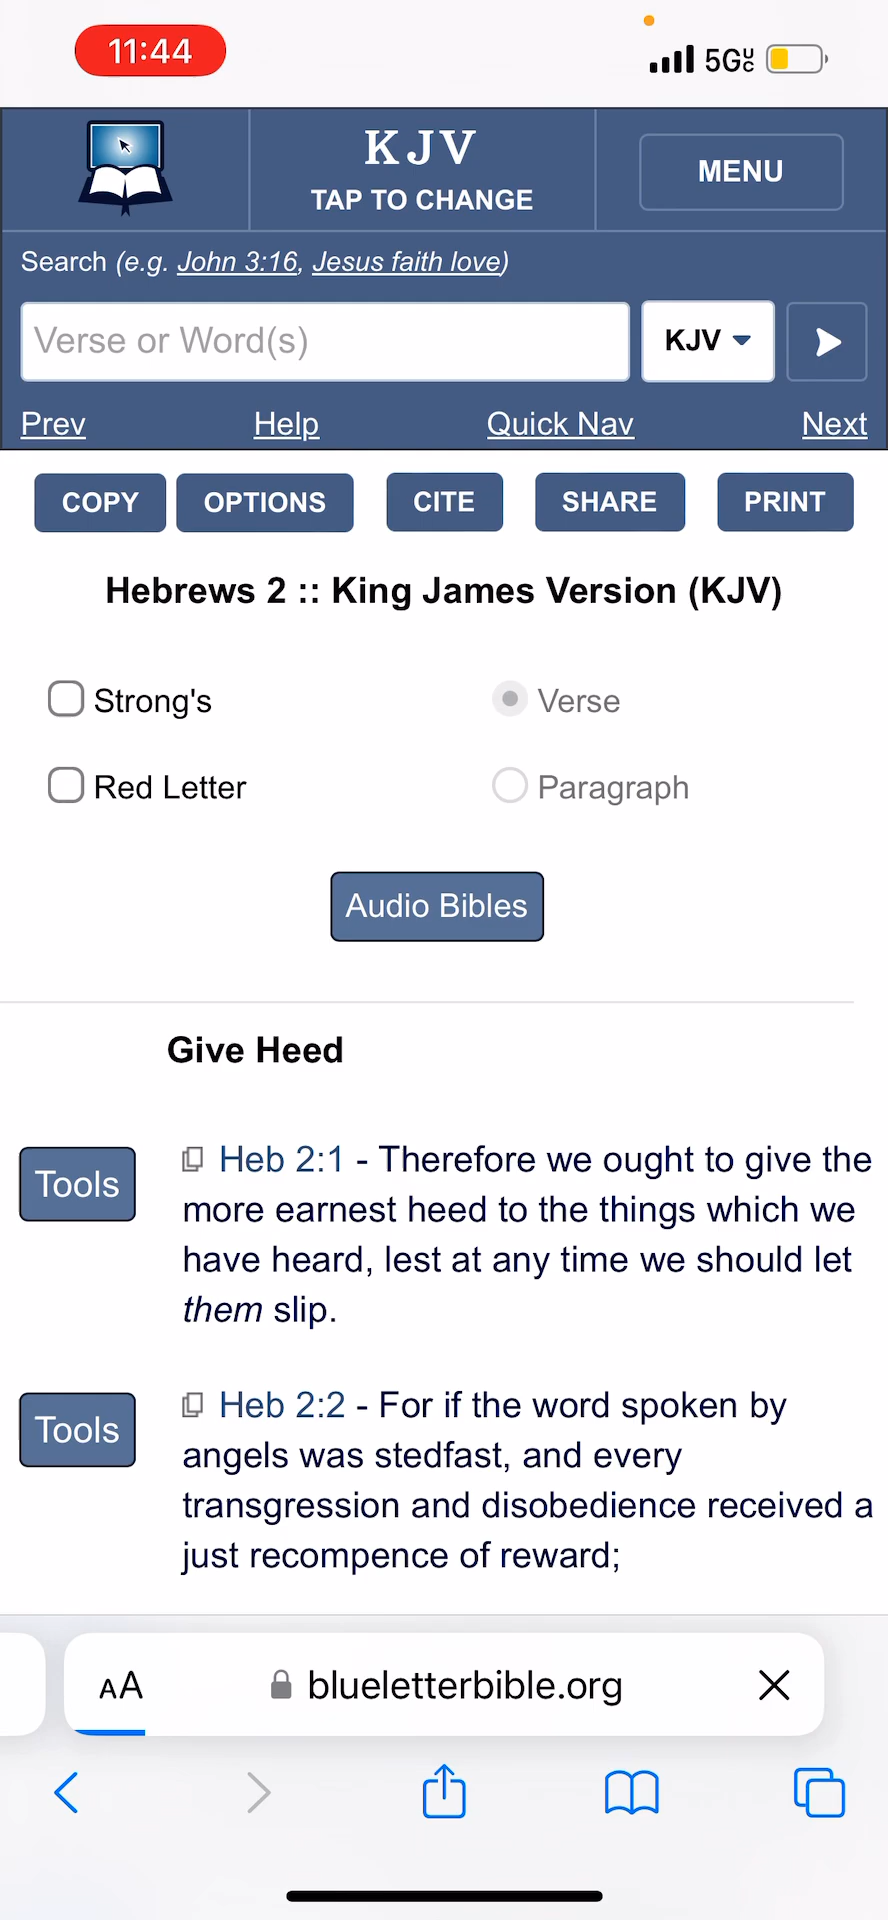 11:44
5GUC
KJV
TAP TO CHANGE
MENU
Search (e.g. John 3:16, Jesus faith love)
Verse or Word(s)
KJV
Prev Help Quick Nav Next
COPY OPTIONS CITE SHARE PRINT
Hebrews 2 :: King James Version (KJV)
Strong's Verse
Red Letter Paragraph
Audio Bibles
Give Heed
Tools
Heb 2:1 - Therefore we ought to give the
more earnest heed to the things which we
have heard, lest at any time we should let
them slip.
Tools
Heb 2:2 - For if the word spoken by
angels was stedfast, and every
transgression and disobedience received a
just recompence of reward;
AA blueletterbible.org